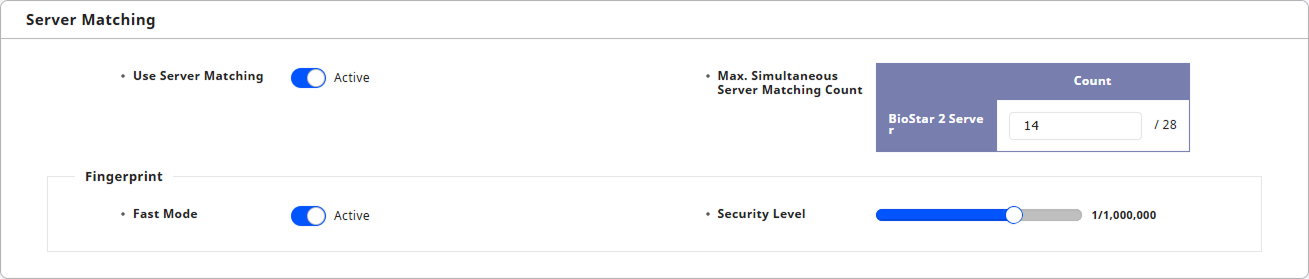 Server Matching
Use Server Matching
Active
Max. Simultaneous
Server Matching Count
Count
BioStar 2 Serve
r
14
/ 28
Fingerprint
Fast Mode
Active
Security Level
1/1,000,000